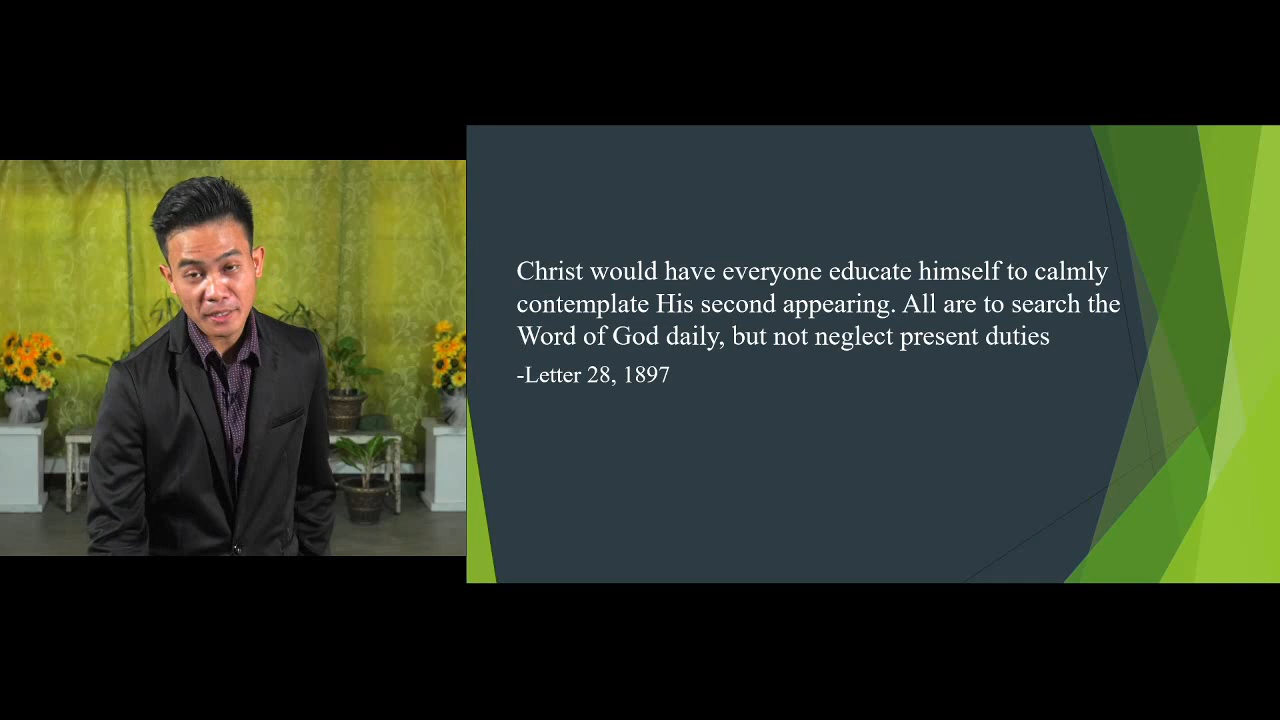 Christ would have everyone educate himself to calmly
contemplate His second appearing. All are to search the
Word of God daily, but not neglect present duties
-Letter 28, 1897